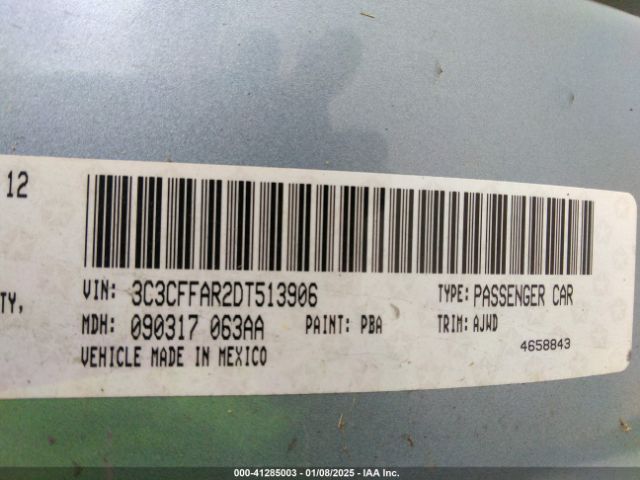 12
VIN: 3C3CFFAR2DT513906 TYPE: PASSENGER CAR
TY,
MDH: 090317 063AA PAINT: PBA TRIM: AJWD
4658843
VEHICLE MADE IN MEXICO
000-41285003 - 01/08/2025 - IAA Inc.